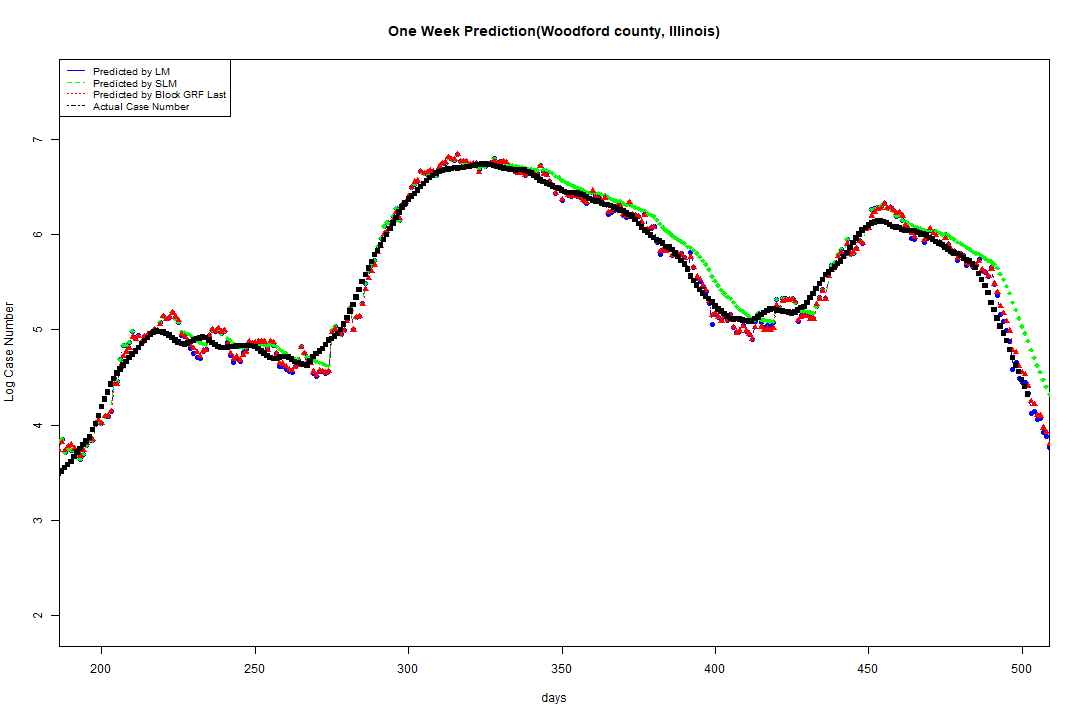 One Week Prediction(Woodford county, Illinois)
Predicted by LM
Predicted by SLM
Predicted by Block GRF Last
Actual Case Number
Log Case Number
7
6
5
4
3
2
200 250 300 350 400 450 500
days